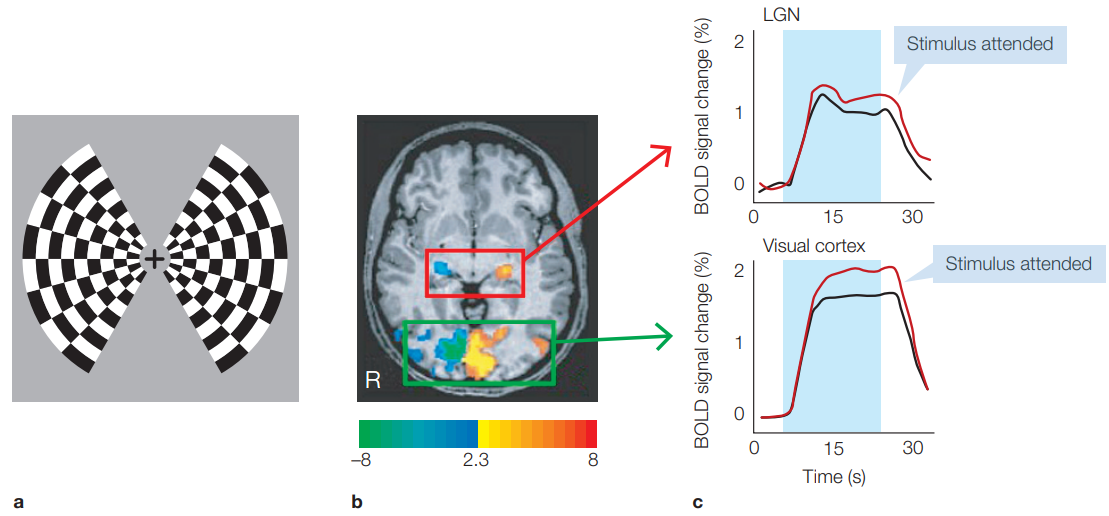 LGN
BOLD signal change (%)
2
1
0
0
15
30
Stimulus attended
R
–8
2.3
8
Visual cortex
BOLD signal change (%)
2
1
0
0
15
30
Time (s)
Stimulus attended
a
b
c